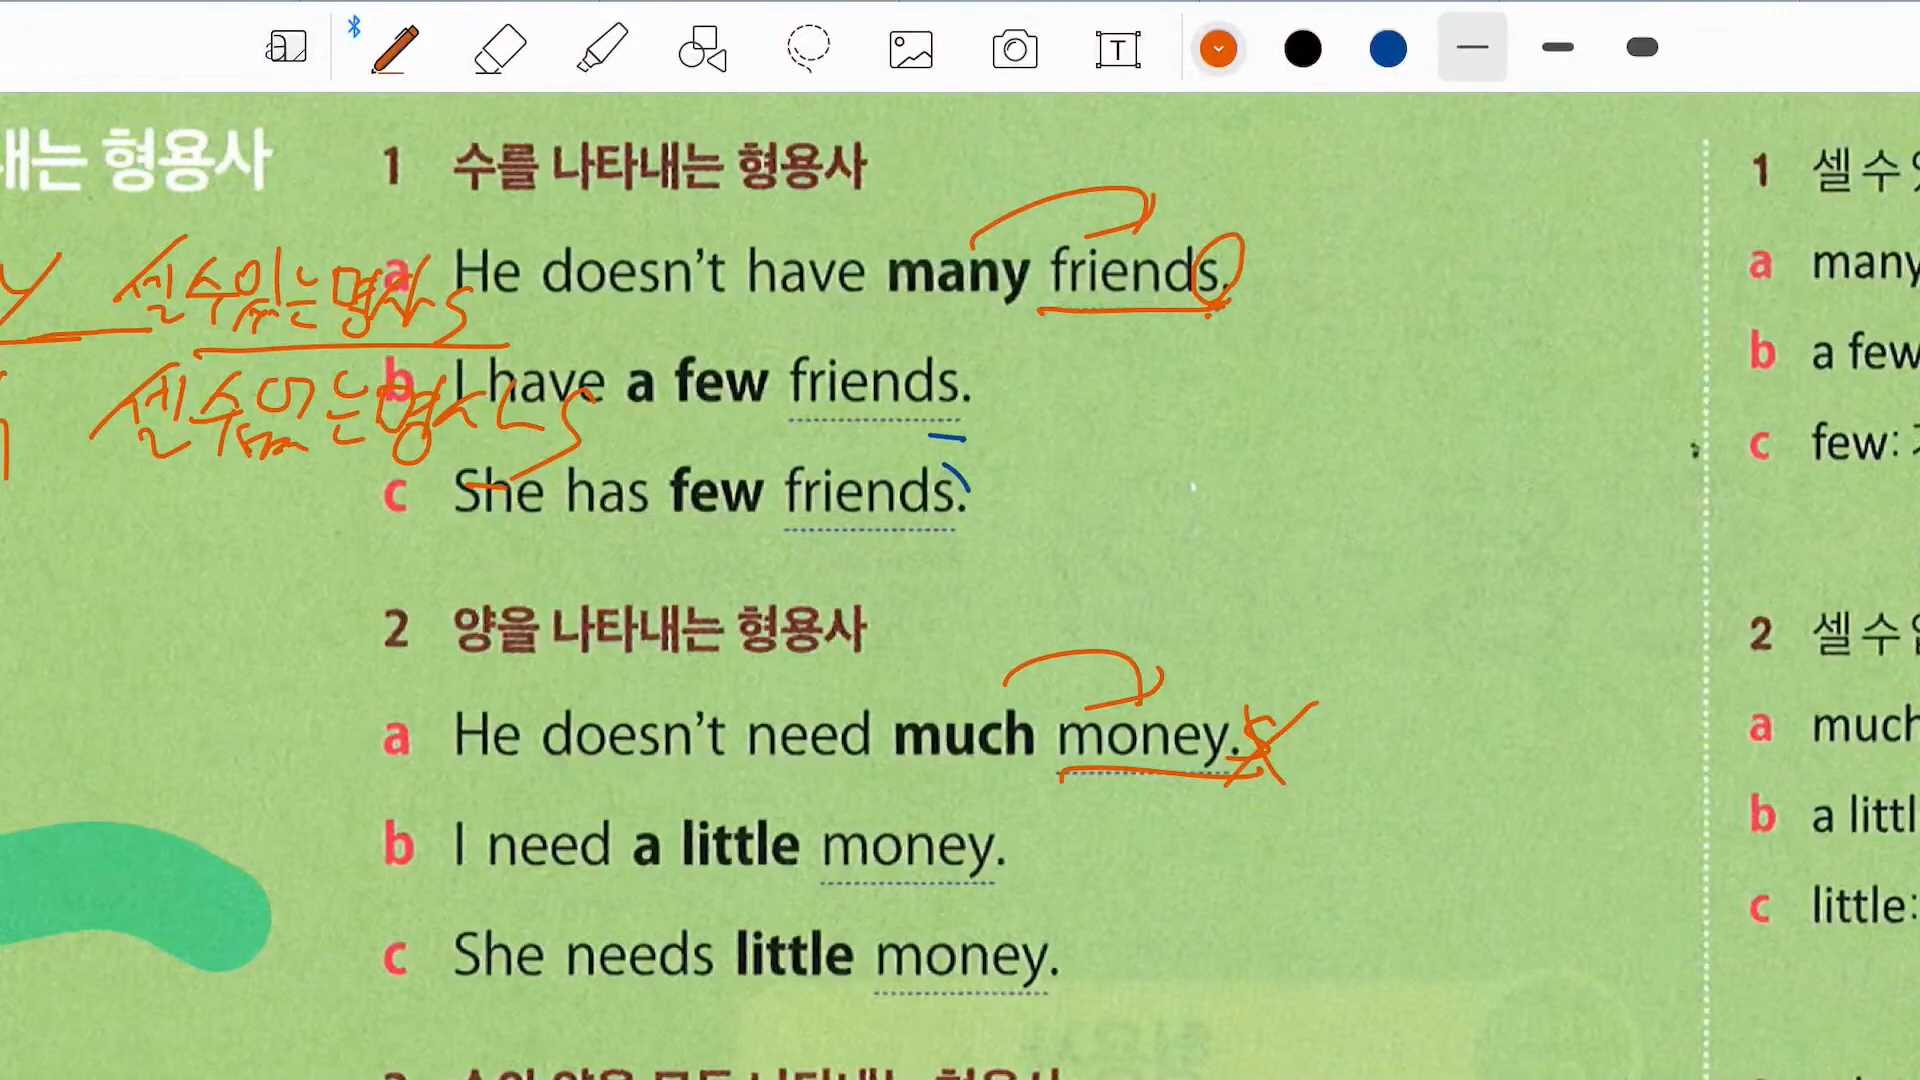 내는 형용사
1 수를 나타내는 형용사
a He doesn't have many friends.
b I have a few friends.
c She has few friends.
셀수있는명사s
셀수없는명사
2 양을 나타내는 형용사
a He doesn't need much money.
b I need a little money.
c She needs little money.
1 셀 수
a many
b a few
c few:
2 셀 수
a much
b a littl
c little: